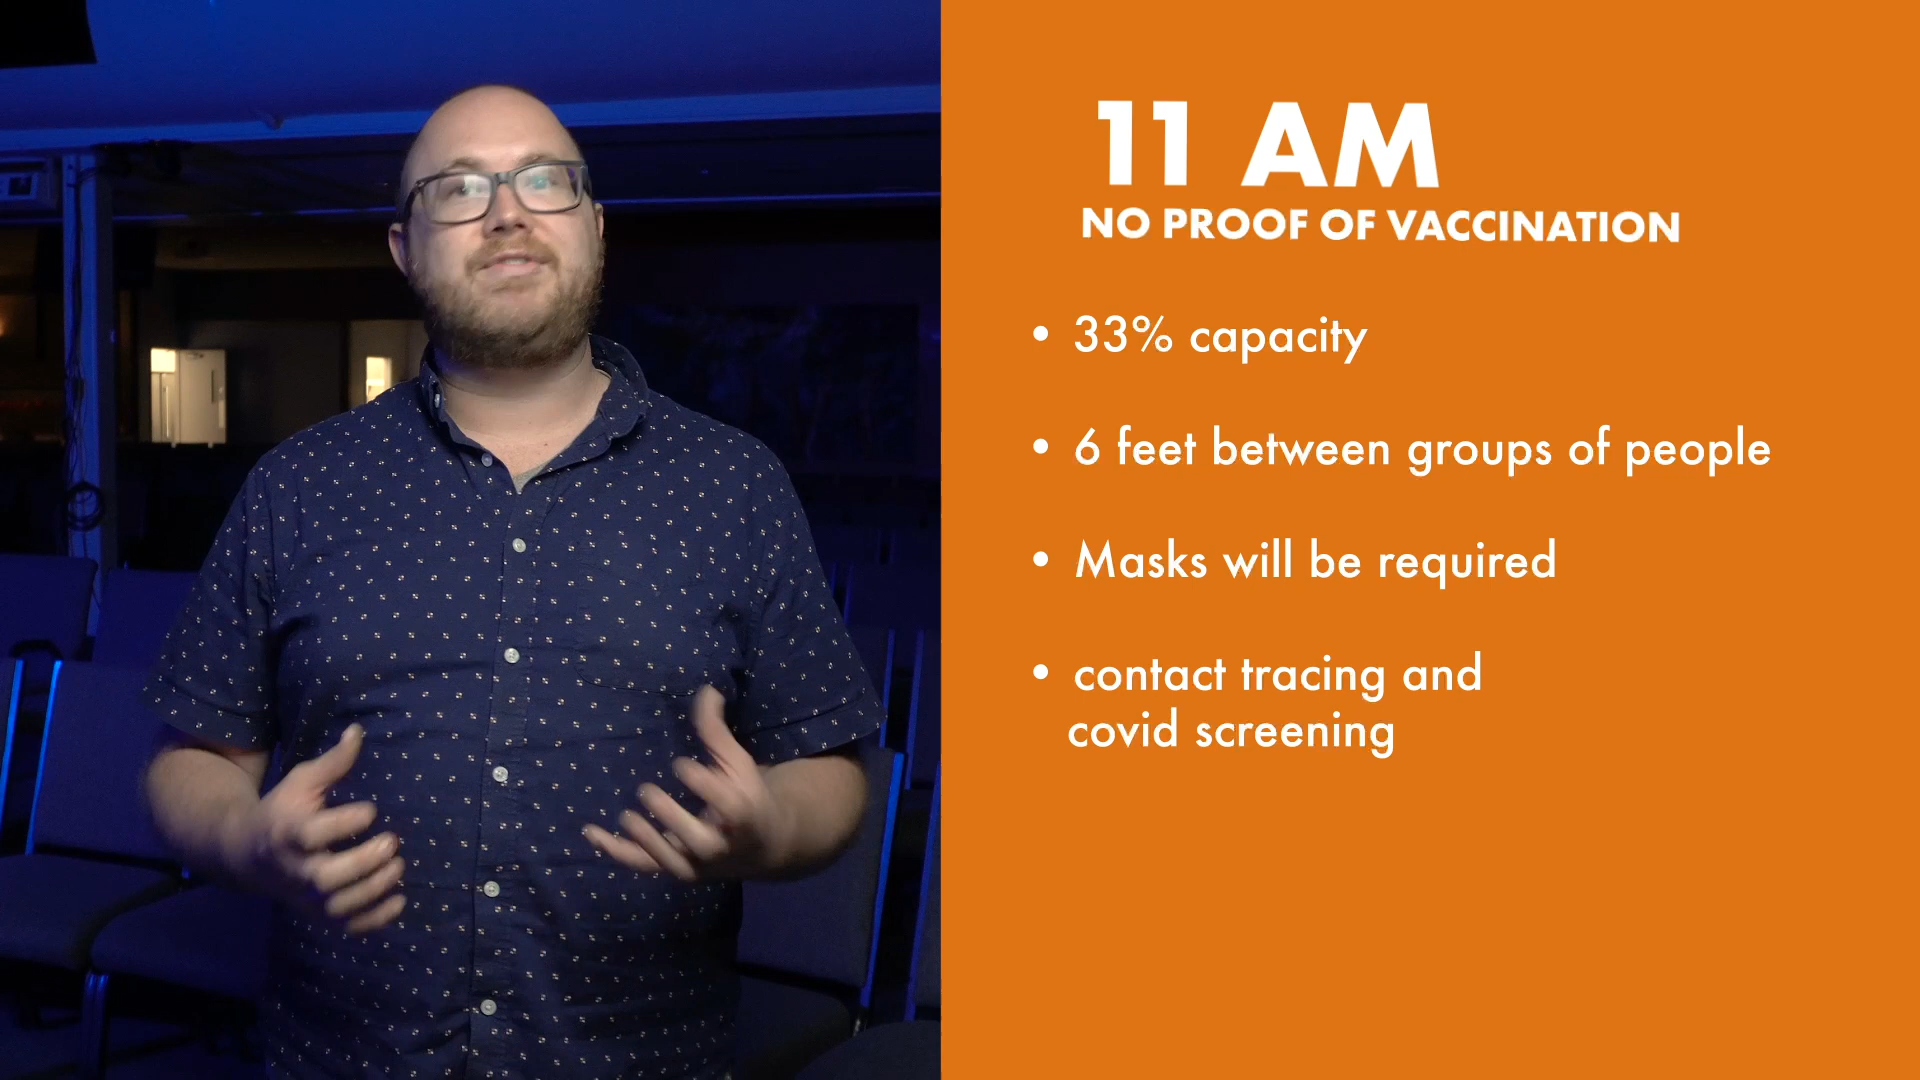 11 AM
NO PROOF OF VACCINATION
• 33% capacity
• 6 feet between groups of people
• Masks will be required
• contact tracing and
covid screening